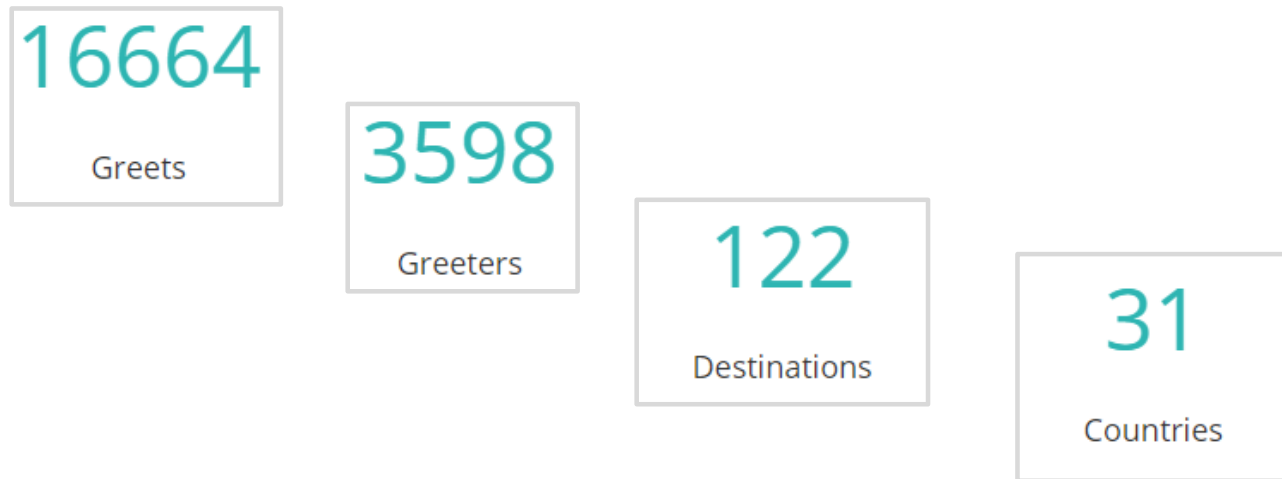 16664
Greets
3598
Greeters
122
Destinations
31
Countries